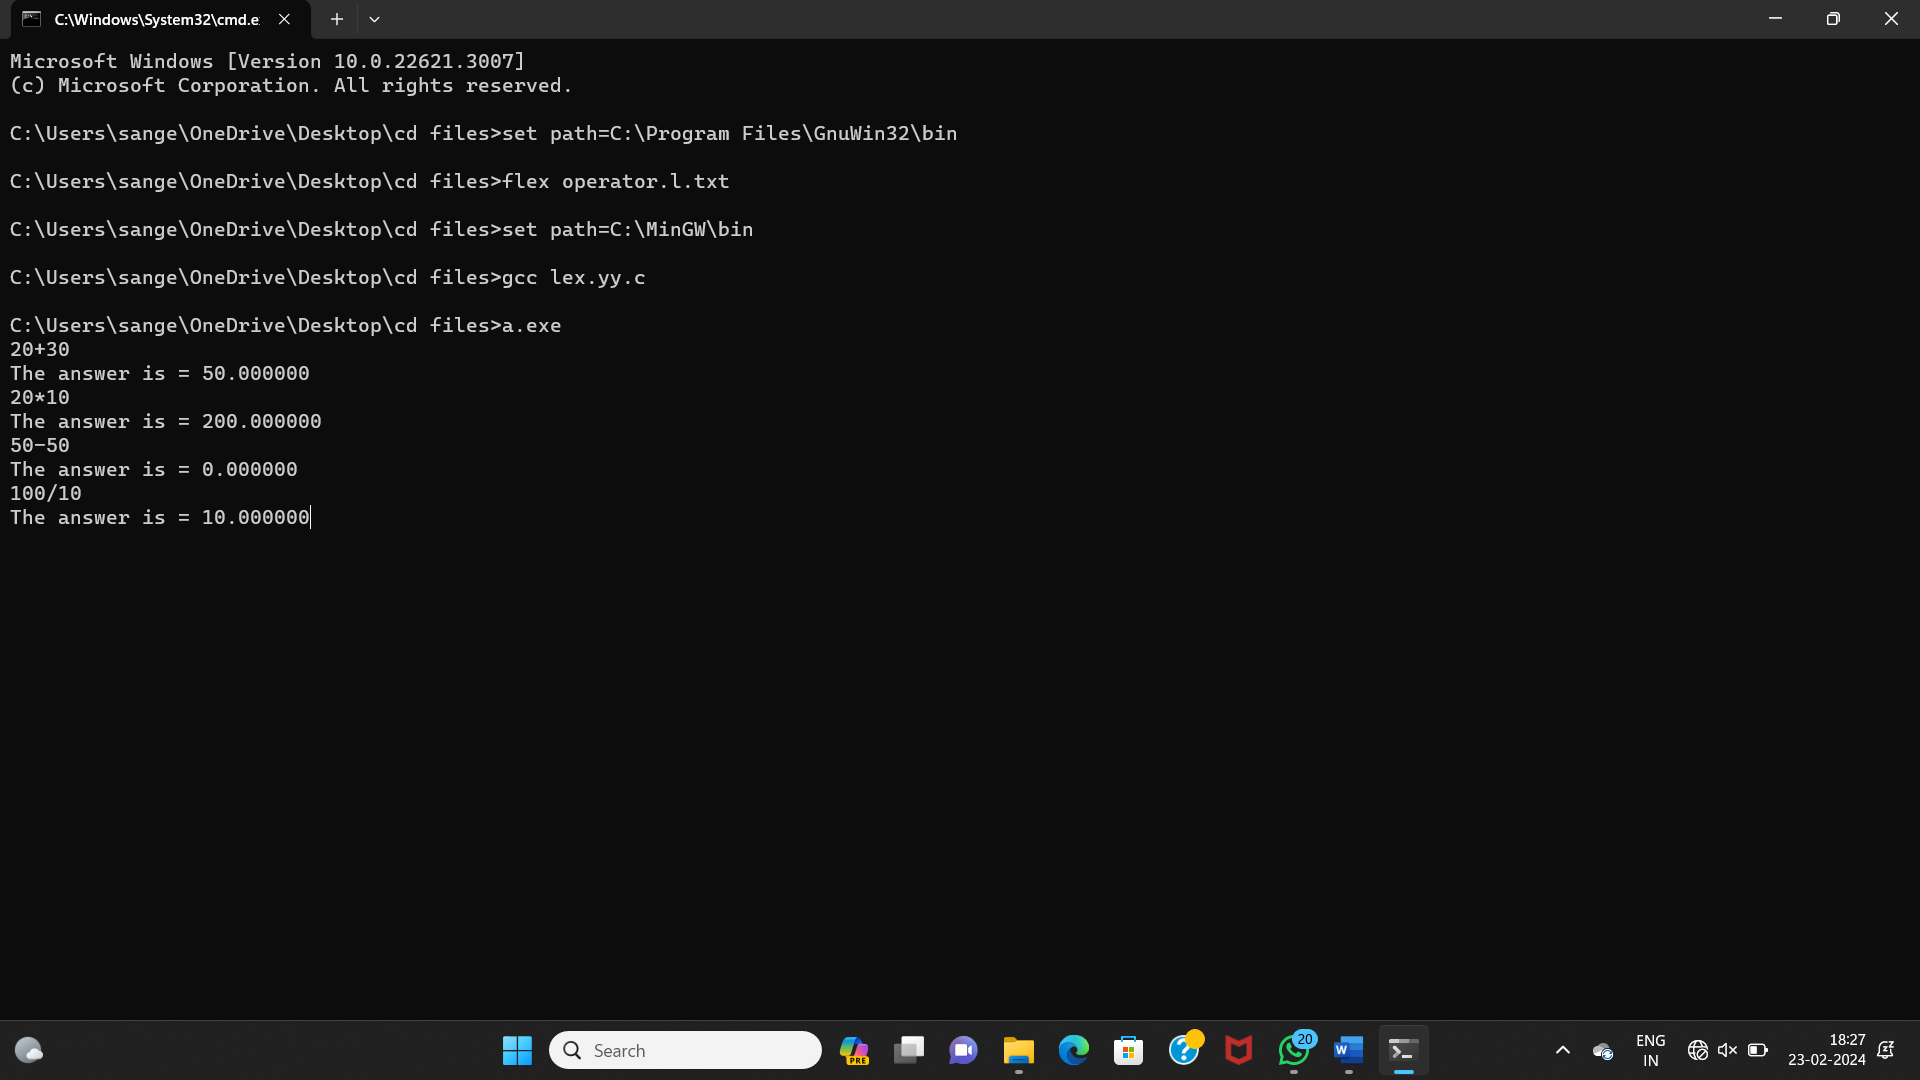 C:\Windows\System32\cmd.e
Microsoft Windows [Version 10.0.22621.3007]
(c) Microsoft Corporation. All rights reserved.
C:\Users\sange\OneDrive\Desktop\cd files>set path=C:\Program Files\GnuWin32\bin
C:\Users\sange\OneDrive\Desktop\cd files>flex operator.l.txt
C:\Users\sange\OneDrive\Desktop\cd files>set path=C:\MinGW\bin
C:\Users\sange\OneDrive\Desktop\cd files>gcc lex.yy.c
C:\Users\sange\OneDrive\Desktop\cd files>a.exe
20+30
The answer is = 50.000000
20*10
The answer is = 200.000000
50-50
The answer is = 0.000000
100/10
The answer is = 10.000000
Search
PRE
20
W
ENG
IN
18:27
23-02-2024